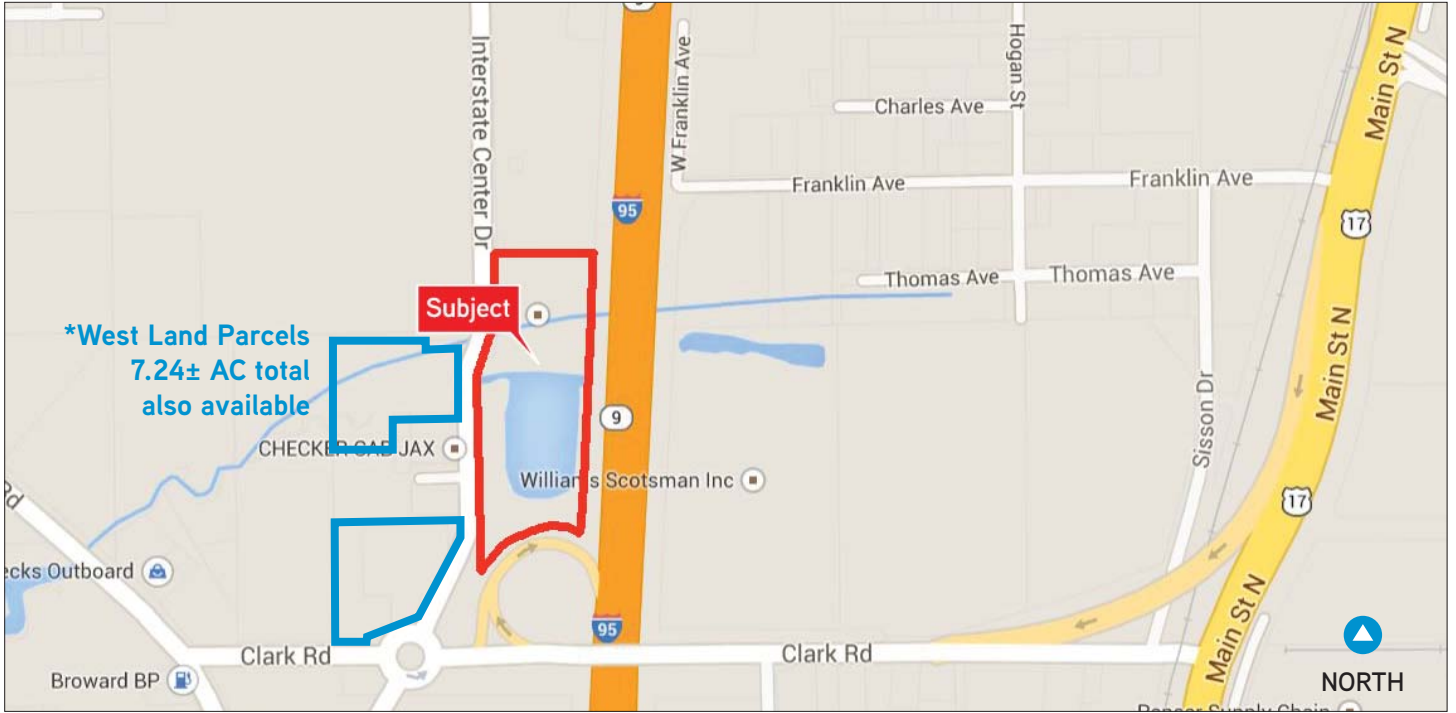 9
Interstate Center Dr
W Franklin Ave
Hogan St
Main St N
Charles Ave
Franklin Ave
Franklin Ave
95
17
Thomas Ave
Thomas Ave
Subject
*West Land Parcels
7.24± AC total
also available
Main St N
Sisson Dr
9
CHECKER CAB JAX
Williams Scotsman Inc
Rd
17
ecks Outboard
95
Main St N
Clark Rd
Clark Rd
Broward BP
NORTH